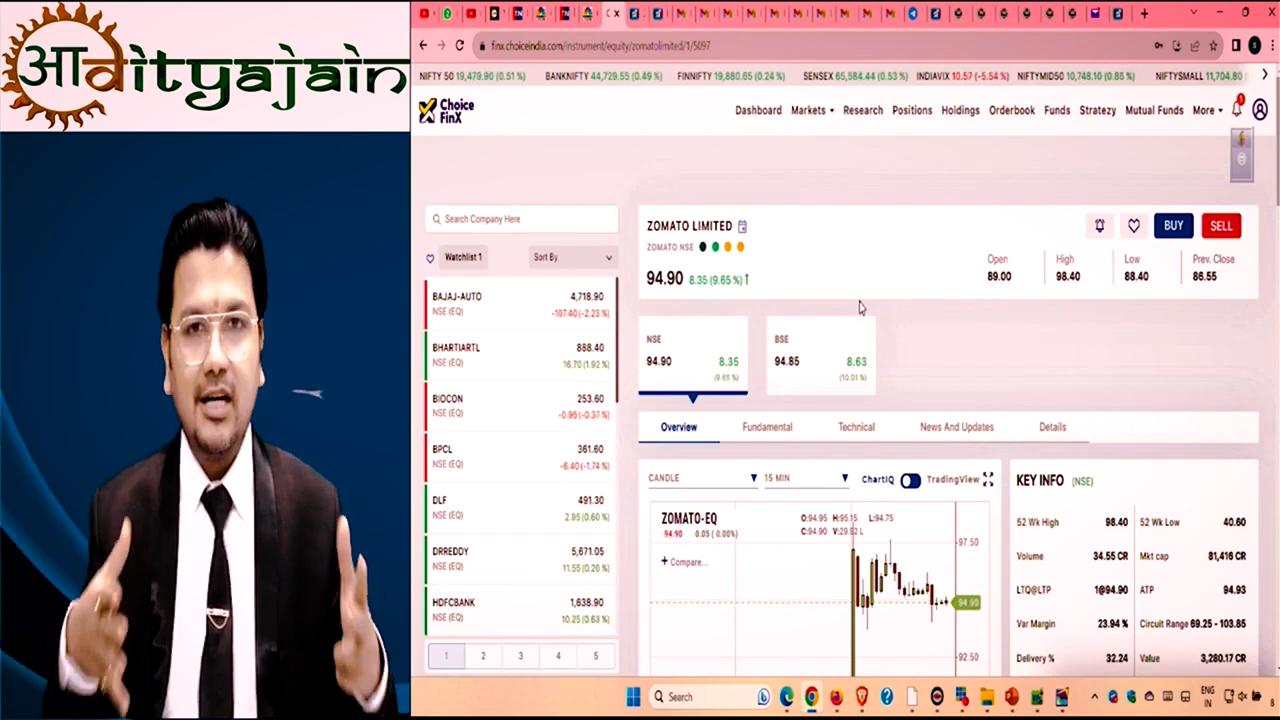 आdityajain
finx.choiceindia.com/instrument/equity/zomatolimited/1/5097
NIFTY 50 19,479.90 (0.51 %) BANKNIFTY 44,729.55 (0.49 %) FINNIFTY 19,880.65 (0.24 %) SENSEX 65,584.44 (0.53 %) INDIAVIX 10.57 (-5.54 %) NIFTYMID50 10,748.10 (0.85 %) NIFTYSMALL 11,704.80
Choice FinX
Dashboard Markets Research Positions Holdings Orderbook Funds Stratezy Mutual Funds More
Search Company Here
Watchlist 1 Sort By
BAJAJ-AUTO 4,718.90
NSE (EQ) -107.40 (-2.23 %)
BHARTIARTL 888.40
NSE (EQ) 16.70 (1.92 %)
BIOCON 253.60
NSE (EQ) -0.95 (-0.37 %)
BPCL 361.60
NSE (EQ) -6.40 (-1.74 %)
DLF 491.30
NSE (EQ) 2.95 (0.60 %)
DRREDDY 5,671.05
NSE (EQ) 11.55 (0.20 %)
HDFCBANK 1,638.90
NSE (EQ) 10.25 (0.63 %)
1 2 3 4 5
ZOMATO LIMITED
ZOMATO NSE
94.90 8.35 (9.65 %)
BUY SELL
Open High Low Prev. Close
89.00 98.40 88.40 86.55
NSE
94.90 8.35
(9.65 %)
BSE
94.85 8.63
(10.01 %)
Overview Fundamental Technical News And Updates Details
CANDLE 15 MIN ChartIQ TradingView
ZOMATO-EQ
94.90 0.05 (0.00%)
O:94.95 H:95.15 L:94.75
C:94.90
+ Compare...
97.50
94.90
92.50
KEY INFO (NSE)
52 Wk High 98.40 52 Wk Low 40.60
Volume 34.55 CR Mkt cap 81,416 CR
LTQ@LTP 1@94.90 ATP 94.93
Var Margin 23.94 % Circuit Range 69.25 - 103.85
Delivery % 32.24 Value 3,280.17 CR
Search
ENG
IN